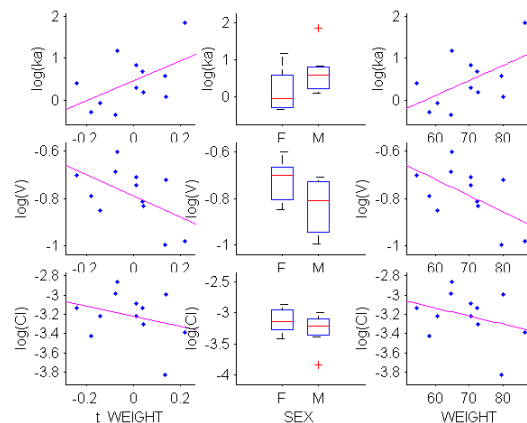 log(ka)
2
1
0
-0.2 0 0.2
log(ka)
2
1
0
F M
log(ka)
2
1
0
60 70 80
log(V)
-0.6
-0.8
-1
-0.2 0 0.2
log(V)
-0.6
-0.8
-1
F M
log(V)
-0.6
-0.8
-1
60 70 80
log(Cl)
-2.8
-3
-3.2
-3.4
-3.6
-3.8
-0.2 0 0.2
t_WEIGHT
log(Cl)
-2.5
-3
-3.5
-4
F M
SEX
log(Cl)
-2.8
-3
-3.2
-3.4
-3.6
-3.8
60 70 80
WEIGHT